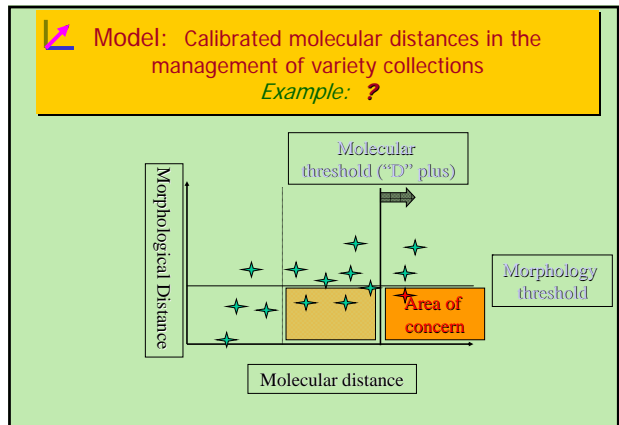 Model: Calibrated molecular distances in the
management of variety collections
Example: ?
Molecular
threshold ("D" plus)
Morphological Distance
Morphology
threshold
Area of
concern
Molecular distance